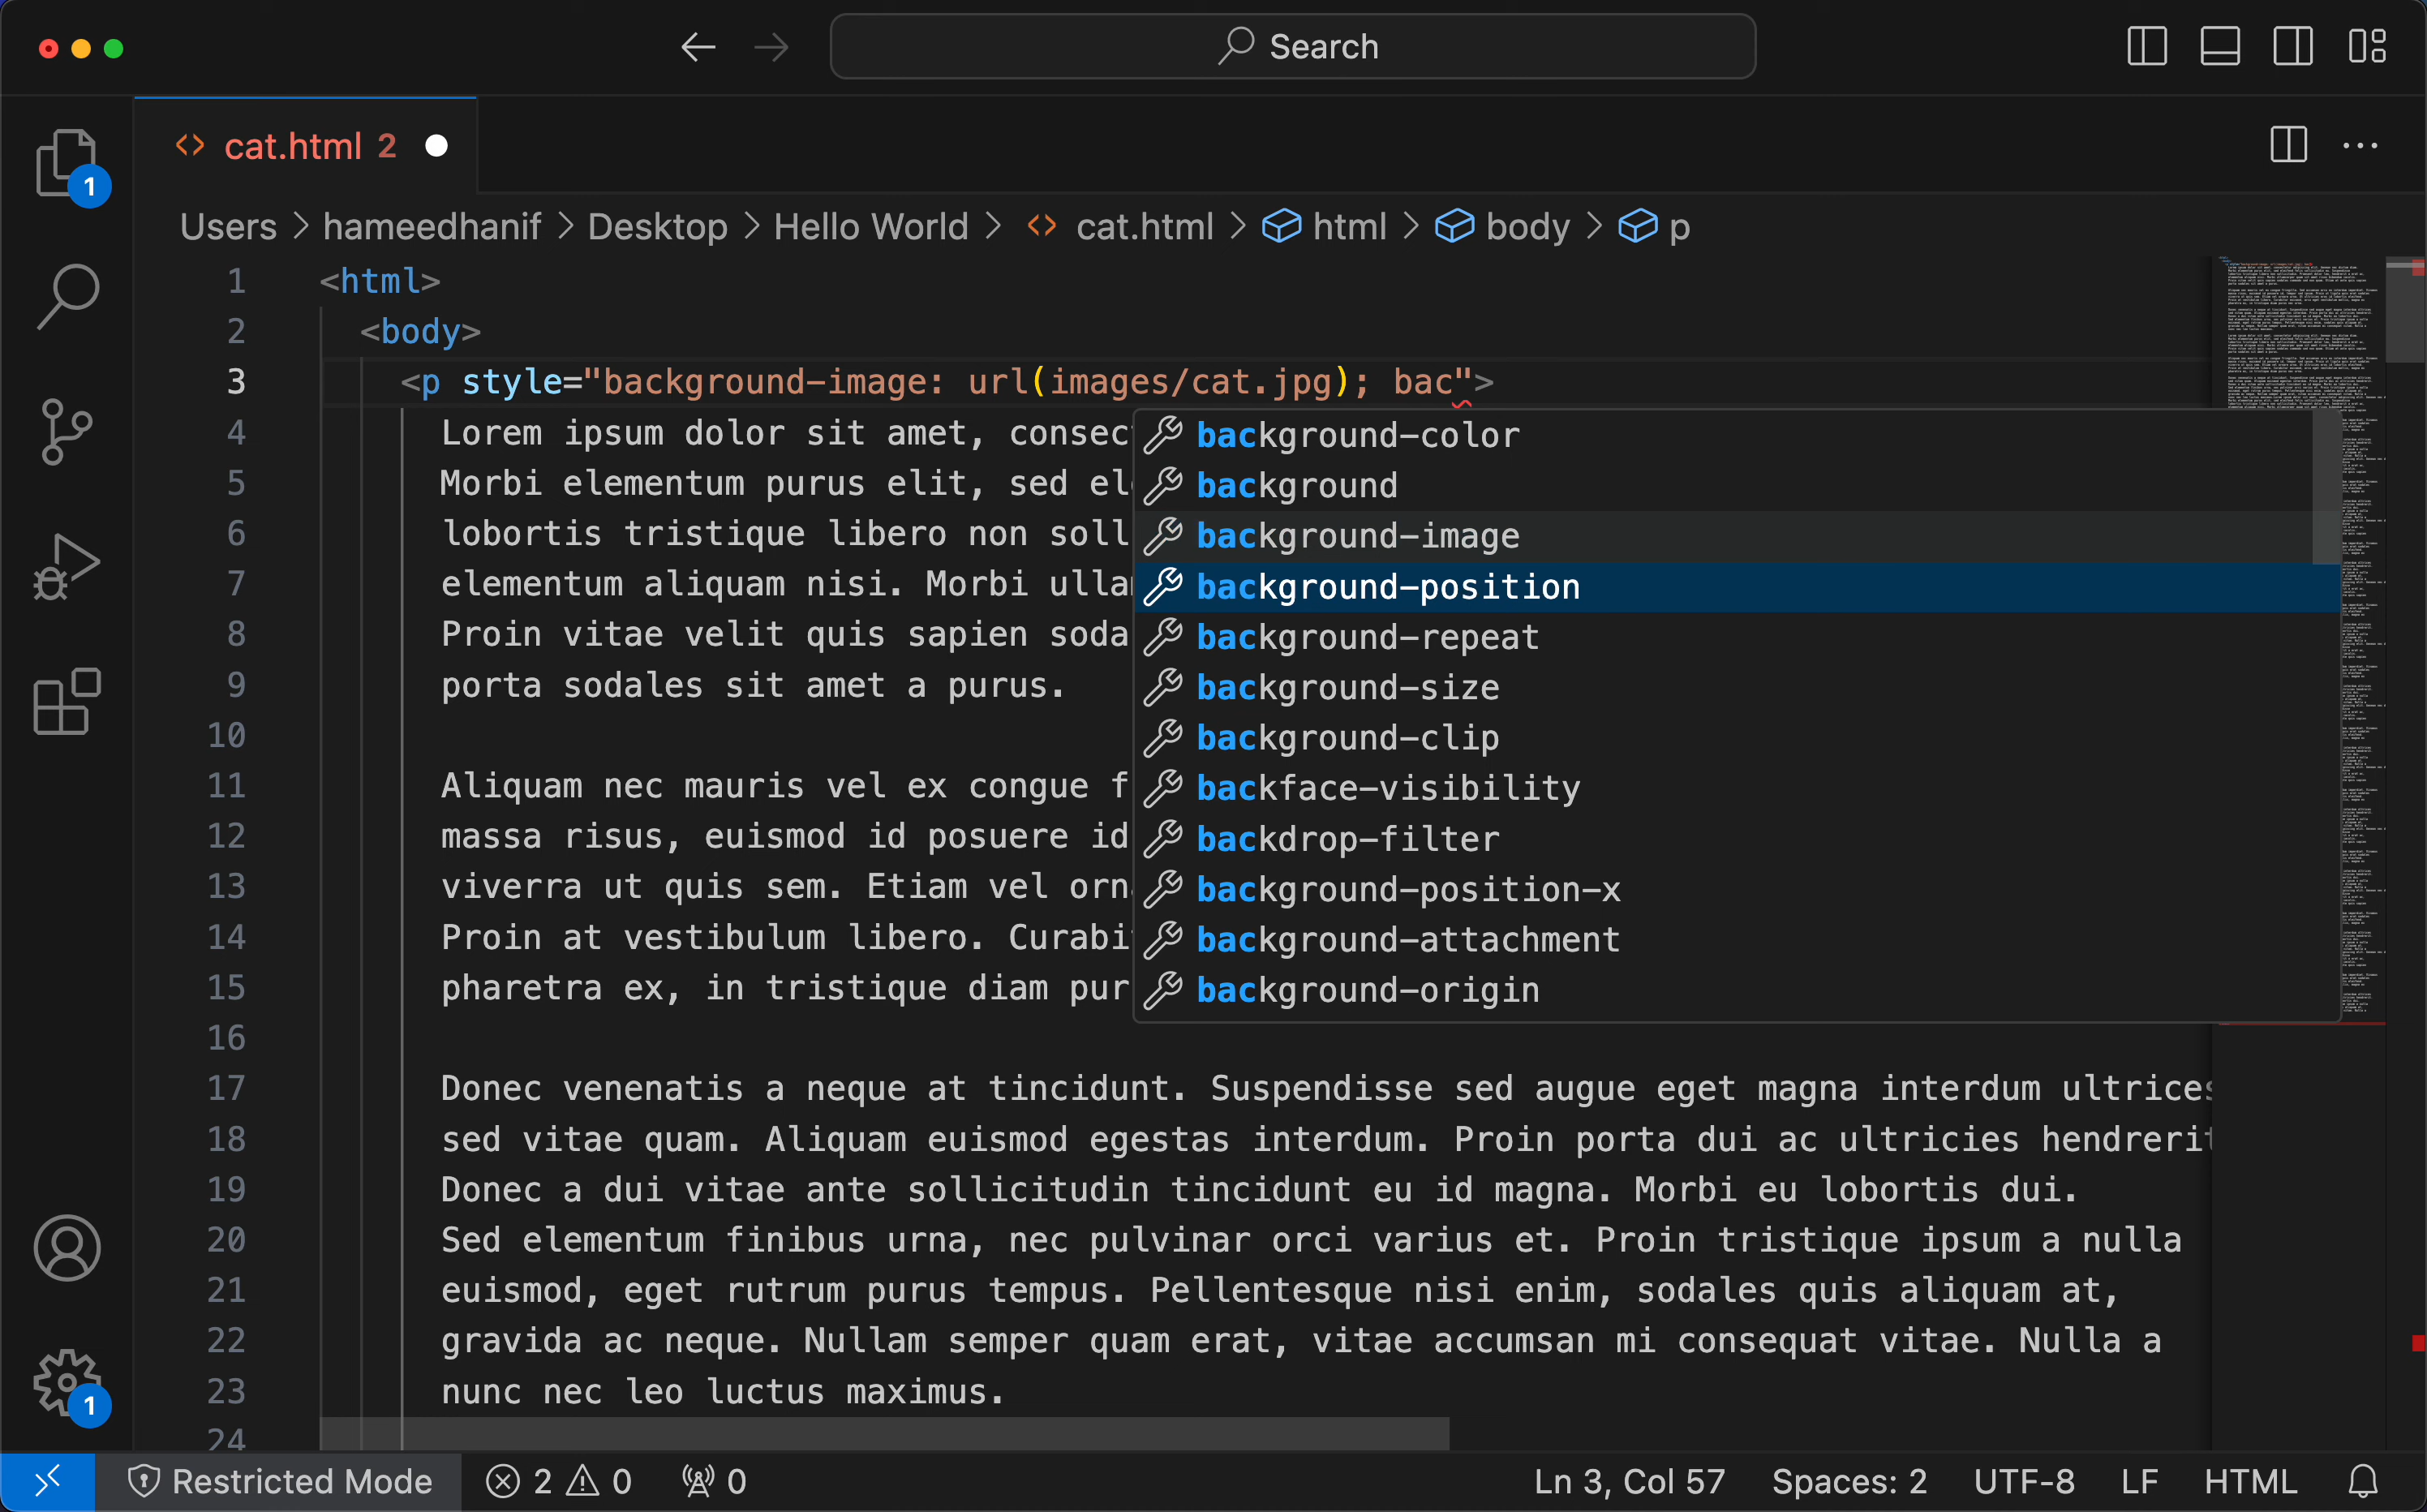 Search
cat.html 2
1
Users > hameedhanif > Desktop > Hello World > cat.html > html > body > p
1 <html>
2 <body>
3 <p style="background-image: url(images/cat.jpg); bac">
4 Lorem ipsum dolor sit amet,
5 Morbi elementum purus elit, sed
6 lobortis tristique libero non
7 elementum aliquam nisi. Morbi
8 Proin vitae velit quis sapien
9 porta sodales sit amet a purus.
10
11 Aliquam nec mauris vel ex congue
12 massa risus, euismod id posuere id
13 viverra ut quis sem. Etiam vel
14 Proin at vestibulum libero.
15 pharetra ex, in tristique diam
16
17 Donec venenatis a neque at tincidunt. Suspendisse sed augue eget magna interdum ultrices
18 sed vitae quam. Aliquam euismod egestas interdum. Proin porta dui ac ultricies hendrerit
19 Donec a dui vitae ante sollicitudin tincidunt eu id magna. Morbi eu lobortis dui.
20 Sed elementum finibus urna, nec pulvinar orci varius et. Proin tristique ipsum a nulla
21 euismod, eget rutrum purus tempus. Pellentesque nisi enim, sodales quis aliquam at,
22 gravida ac neque. Nullam semper quam erat, vitae accumsan mi consequat vitae. Nulla a
23 nunc nec leo luctus maximus.
24
background-color
background
background-image
background-position
background-repeat
background-size
background-clip
backface-visibility
backdrop-filter
background-position-x
background-attachment
background-origin
1
Restricted Mode 2 0 0 Ln 3, Col 57 Spaces: 2 UTF-8 LF HTML